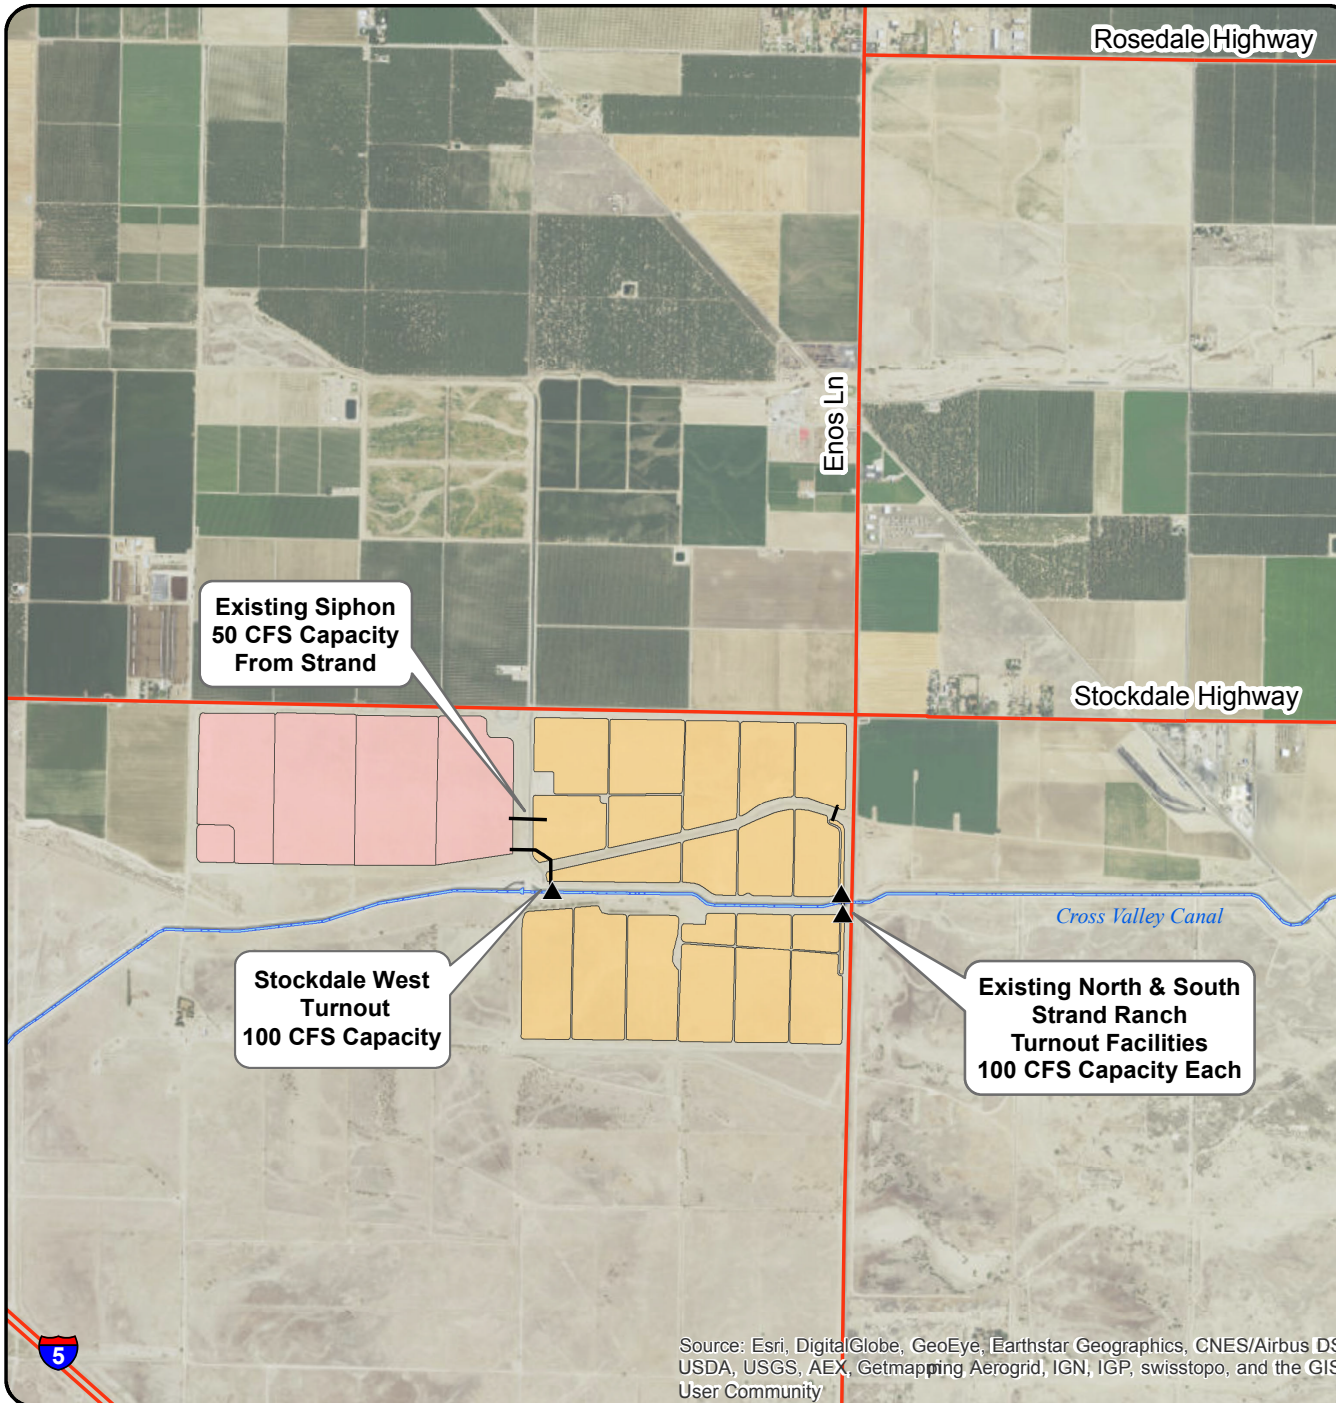 Rosedale Highway
Enos Ln
Existing Siphon
50 CFS Capacity
From Strand
Stockdale Highway
Cross Valley Canal
Stockdale West
Turnout
100 CFS Capacity
Existing North & South
Strand Ranch
Turnout Facilities
100 CFS Capacity Each
5
Source: Esri, DigitalGlobe, GeoEye, Earthstar Geographics, CNES/Airbus DS
USDA, USGS, AEX, Getmapping Aerogrid, IGN, IGP, swisstopo, and the GIS
User Community